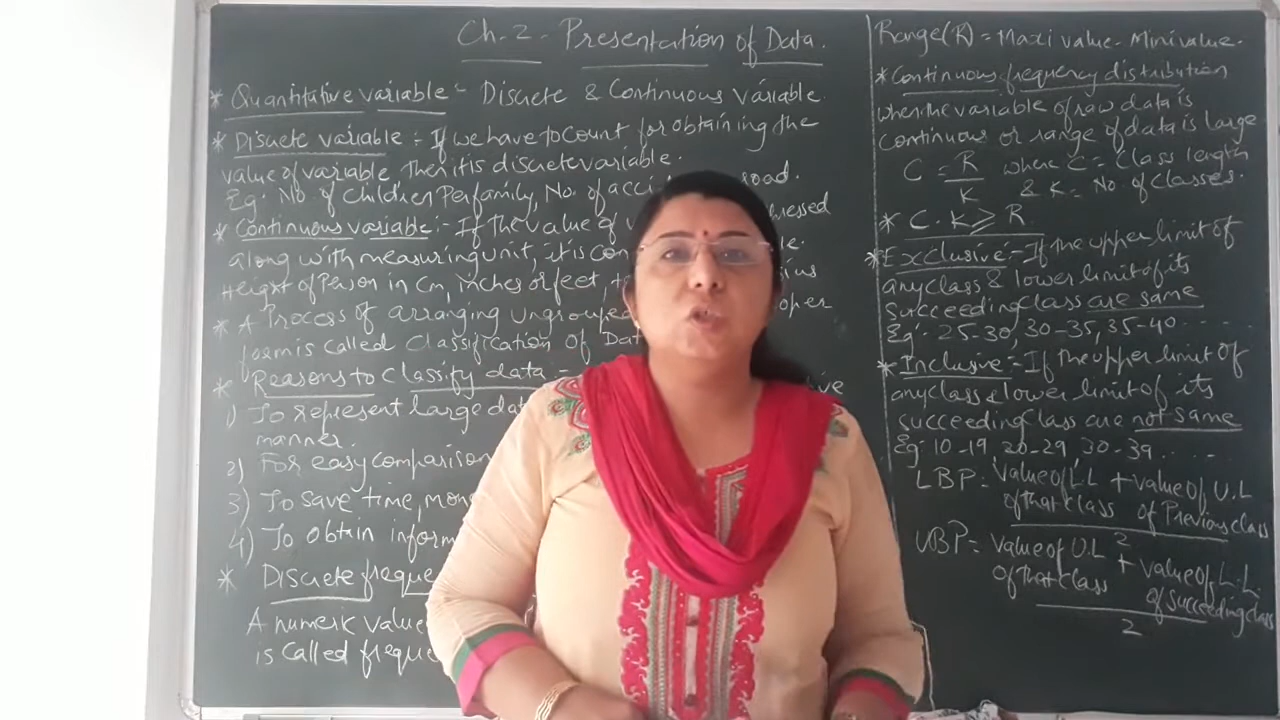 Ch. 2 - Presentation of Data.
* Quantitative variable :- Discrete & Continuous variable.
* Discrete variable :- If we have to count for obtaining the
value of variable then it is discrete variable.
Eg: No of Children Per family, No. of acci road.
* Continuous variable :- If the value of
along with measuring unit, it is con
Height of Person in Cm, inches or feet,
* A Process of arranging ungroupe
form is called Classification of Dat
* Reasons to Classify data -
1) To represent large dat
manner.
2) For easy comparison
3) To save time, mon
4) To obtain inform
* Discrete freque
A numeric value
is called freque
Range (R) = Maxi value - Mini value.
* Continuous frequency distribution
when the variable of raw data is
Continuous or range of data is large
C = R/K where C = Class length
& K = No. of Classes.
* C · K ⩾ R
* Exclusive :- If the upper limit of
any class & lower limit of its
Succeeding class are same
Eg:- 25-30, 30-35, 35-40 ......
* Inclusive :- If the upper limit of
any class & lower limit of its
Succeeding Class are not same
Eg: 10-19, 20-29, 30-39 ......
LBP = Value of L.L + value of U.L
of that class of Previous class
2
UBP = Value of U.L + value of L.L.
of that class of Succeeding class
2